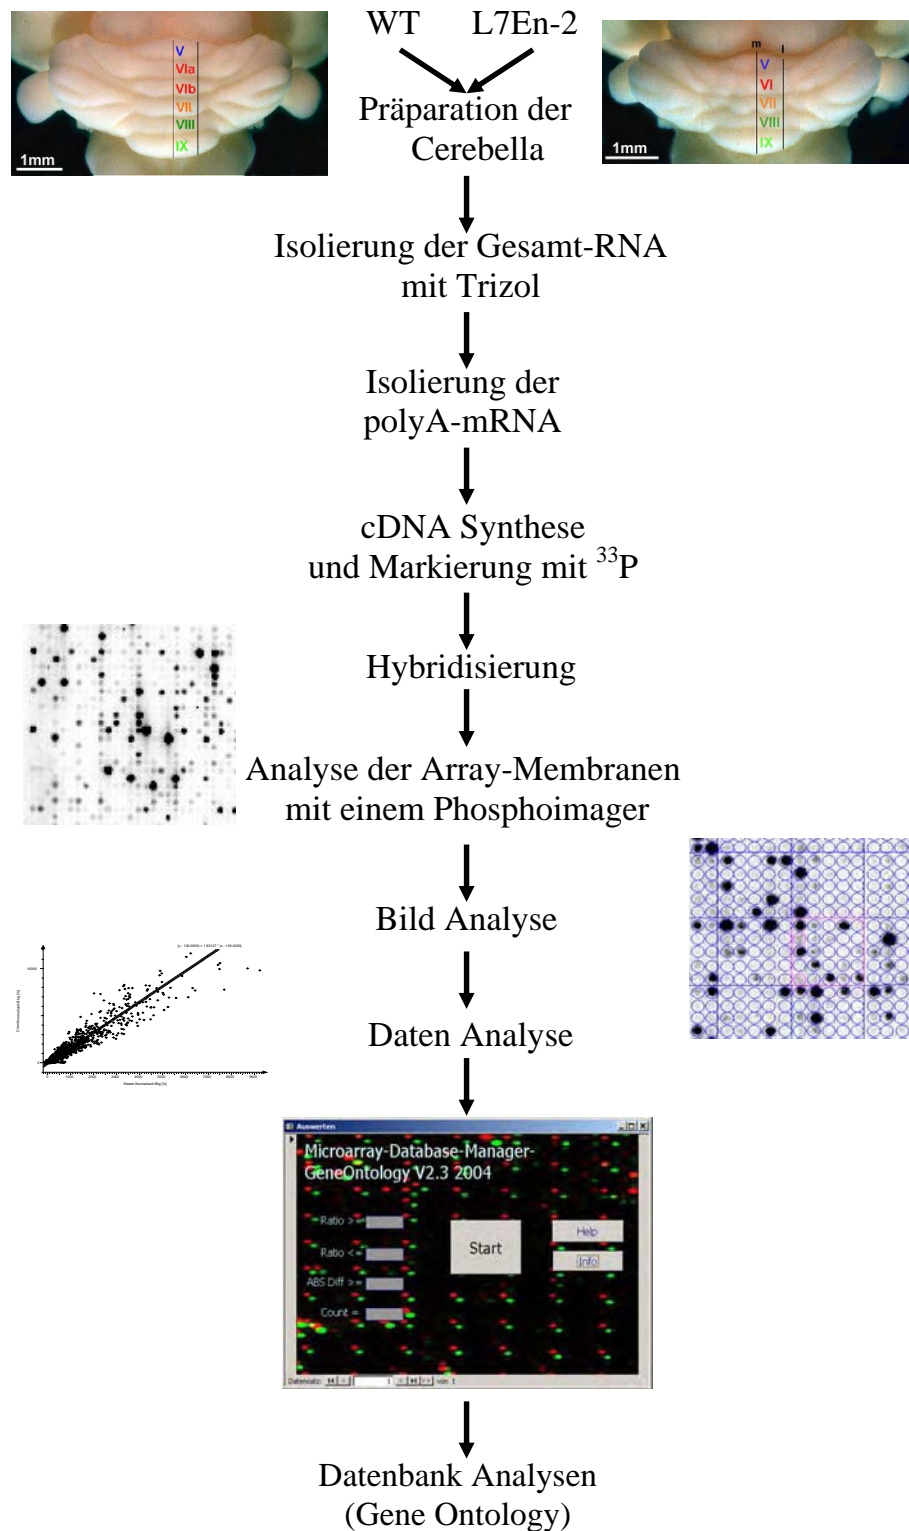 WT
L7En-2
V
VIa
VIb
VII
VIII
IX
1mm
m
l
V
VI
VII
VIII
IX
1mm
Präparation der
Cerebella
Isolierung der Gesamt-RNA
mit Trizol
Isolierung der
polyA-mRNA
cDNA Synthese
und Markierung mit ³³P
Hybridisierung
Analyse der Array-Membranen
mit einem Phosphoimager
Bild Analyse
Daten Analyse
Auswerten
Microarray-Database-Manager-
GeneOntology V2.3 2004
Ratio >=
Ratio <=
ABS Diff >=
Count =
Start
Help
Info
Datensatz: 1 von 1
Datenbank Analysen
(Gene Ontology)